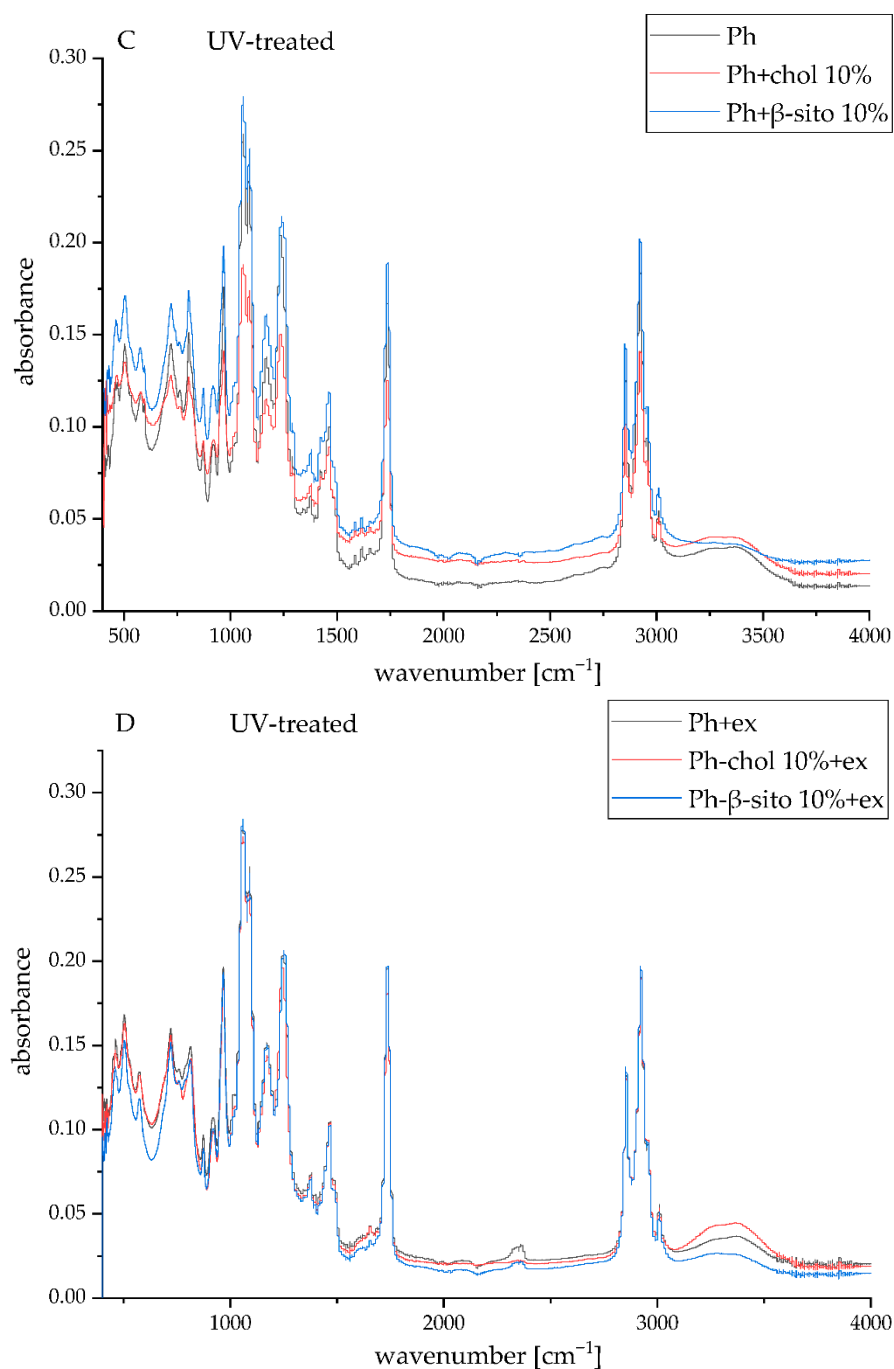 C
UV-treated
Ph
Ph+chol 10%
Ph+β-sito 10%
0.30
0.25
0.20
0.15
0.10
0.05
0.00
absorbance
500 1000 1500 2000 2500 3000 3500 4000
wavenumber [cm⁻¹]
D
UV-treated
Ph+ex
Ph-chol 10%+ex
Ph-β-sito 10%+ex
0.30
0.25
0.20
0.15
0.10
0.05
0.00
absorbance
1000 2000 3000 4000
wavenumber [cm⁻¹]